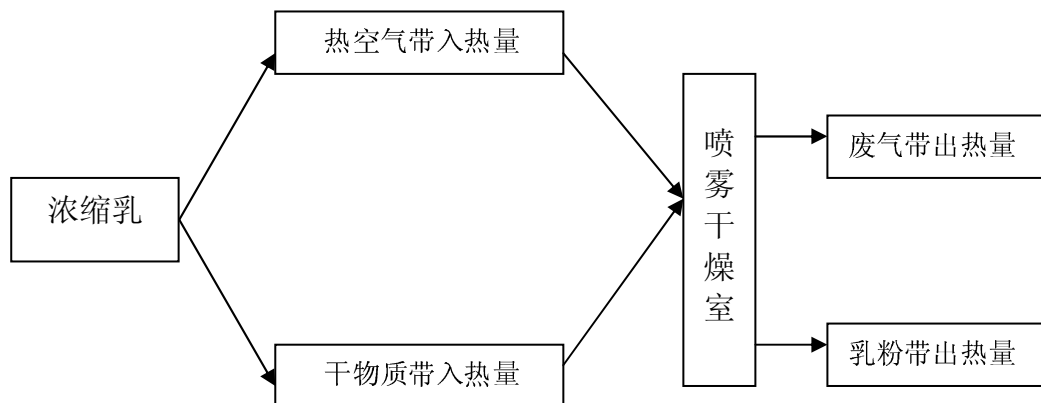 热空气带入热量
浓缩乳
干物质带入热量
喷雾干燥室
废气带出热量
乳粉带出热量